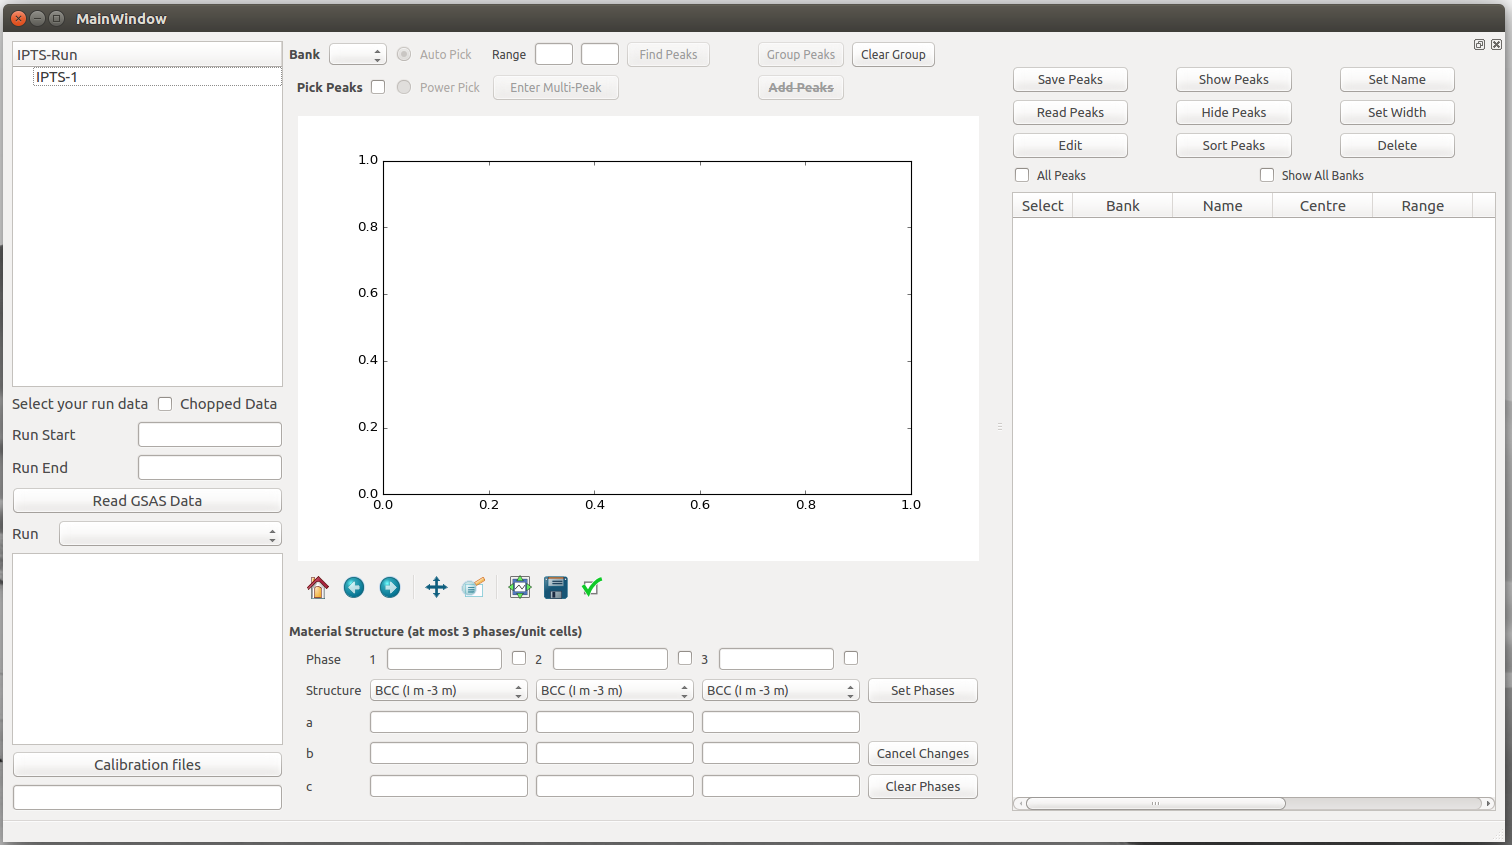 MainWindow
IPTS-Run
IPTS-1
Select your run data Chopped Data
Run Start
Run End
Read GSAS Data
Run
Calibration files
Bank Auto Pick Range Find Peaks Group Peaks Clear Group
Pick Peaks Power Pick Enter Multi-Peak Add Peaks
1.0
0.8
0.6
0.4
0.2
0.0
0.0 0.2 0.4 0.6 0.8 1.0
Material Structure (at most 3 phases/unit cells)
Phase 1 2 3
Structure BCC (I m -3 m) BCC (I m -3 m) BCC (I m -3 m) Set Phases
a
b Cancel Changes
c Clear Phases
Save Peaks Show Peaks Set Name
Read Peaks Hide Peaks Set Width
Edit Sort Peaks Delete
All Peaks Show All Banks
Select Bank Name Centre Range